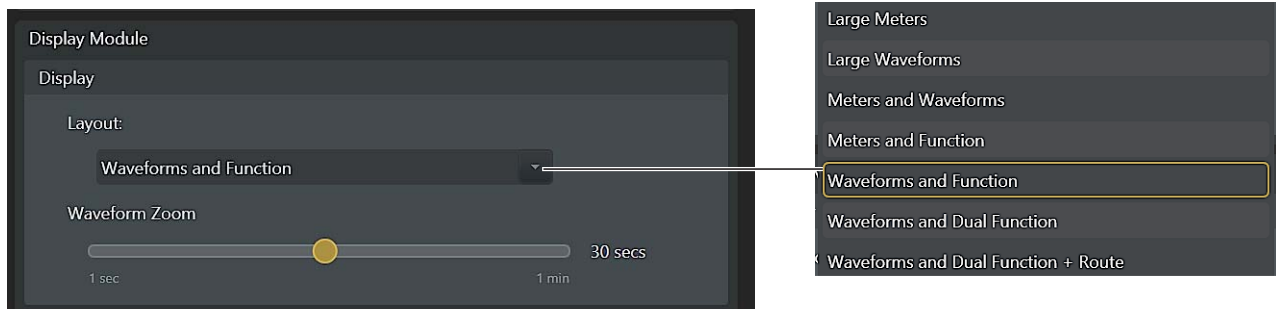 Display Module
Display
Layout:
Waveforms and Function
Waveform Zoom
30 secs
1 sec
1 min
Large Meters
Large Waveforms
Meters and Waveforms
Meters and Function
Waveforms and Function
Waveforms and Dual Function
Waveforms and Dual Function + Route